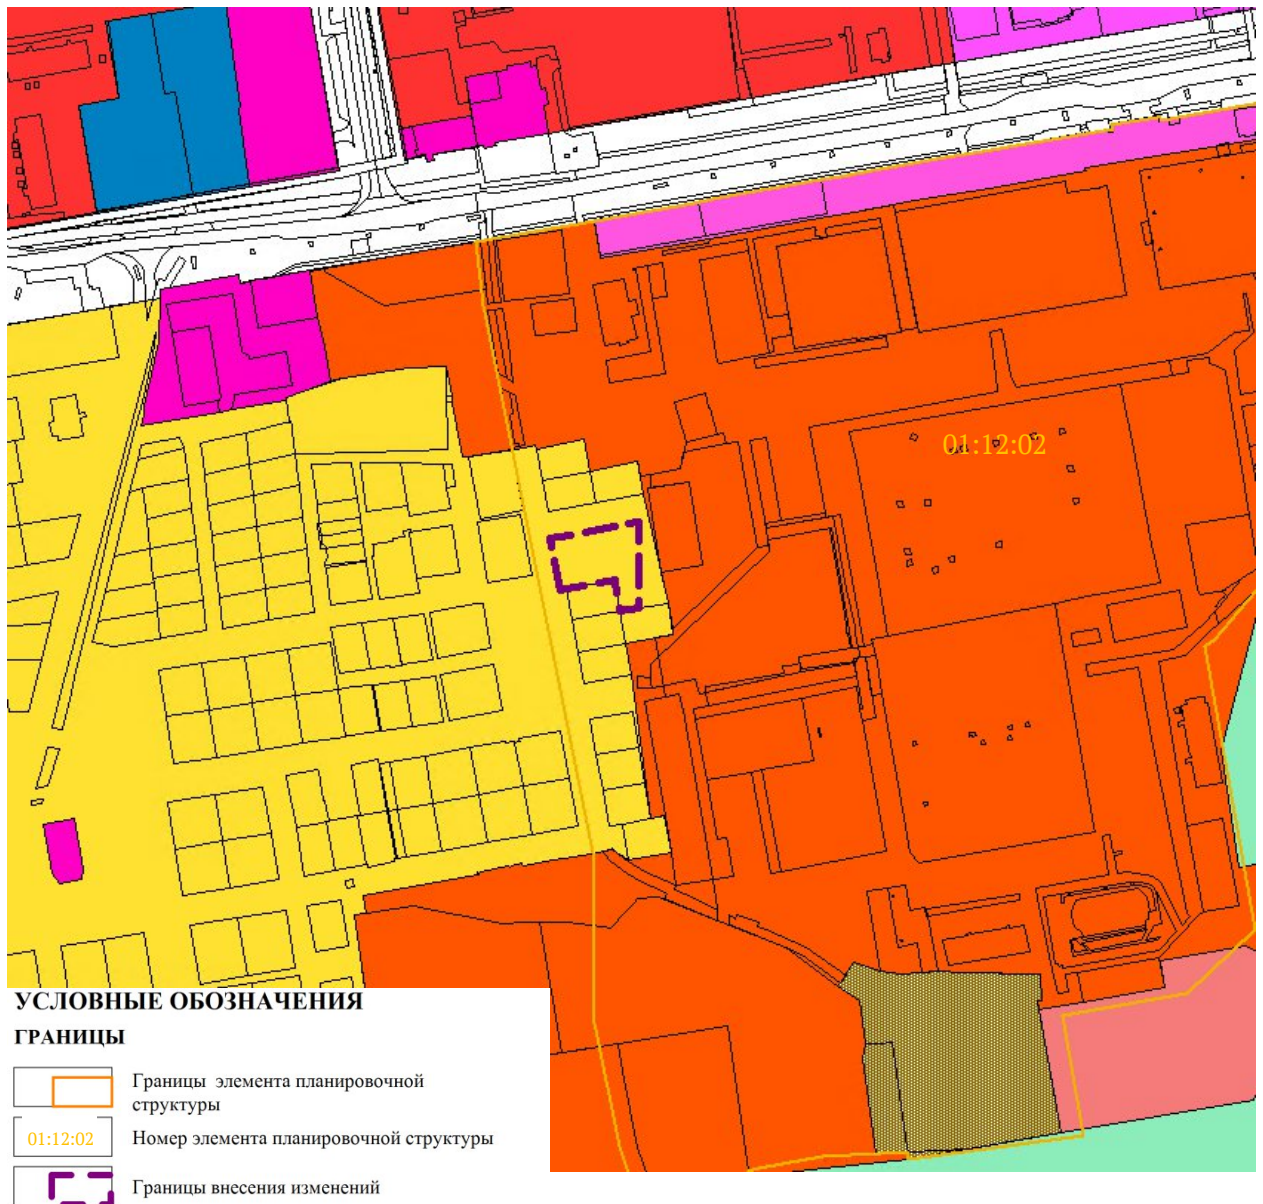 01:12:02
УСЛОВНЫЕ ОБОЗНАЧЕНИЯ
ГРАНИЦЫ
Границы элемента планировочной
структуры
01:12:02
Номер элемента планировочной структуры
Границы внесения изменений